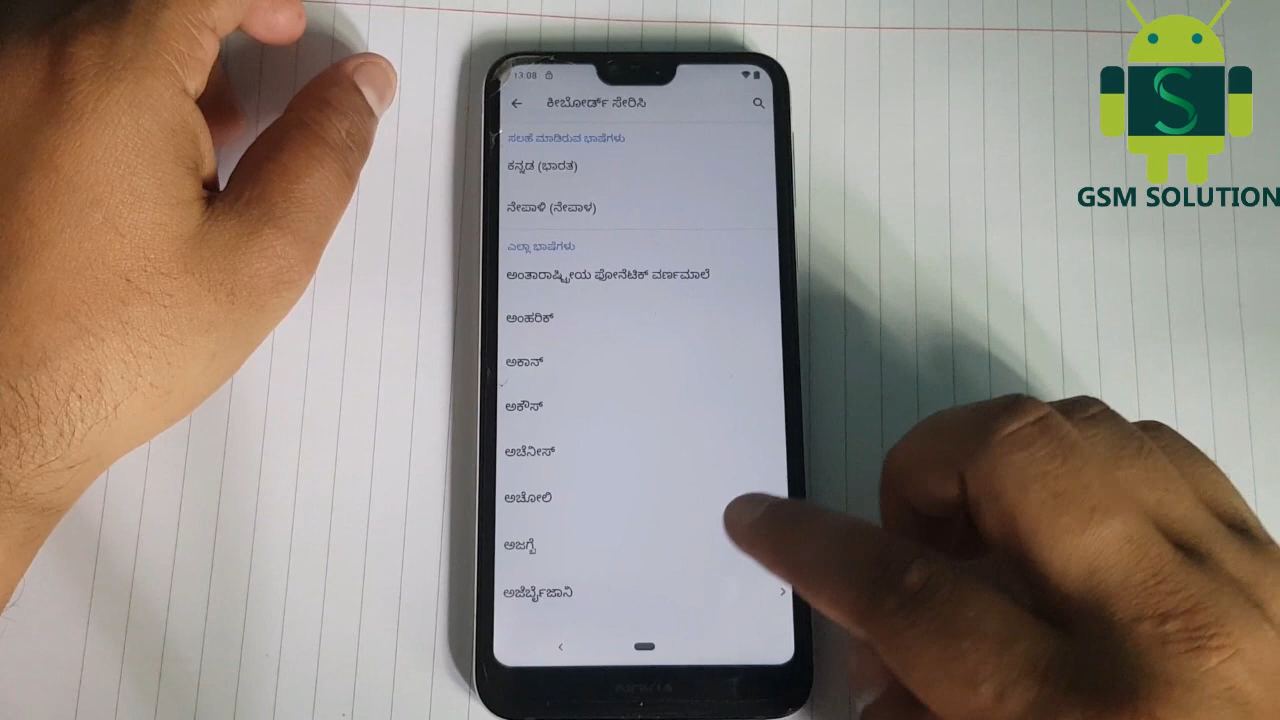 13:08
ಕೀಬೋರ್ಡ್ ಸೇರಿಸಿ
ಸಲಹೆ ಮಾಡಿರುವ ಭಾಷೆಗಳು
ಕನ್ನಡ (ಭಾರತ)
ನೇಪಾಳಿ (ನೇಪಾಳ)
ಎಲ್ಲಾ ಭಾಷೆಗಳು
ಅಂತಾರಾಷ್ಟ್ರೀಯ ಫೋನೆಟಿಕ್ ವರ್ಣಮಾಲೆ
ಅಂಹರಿಕ್
ಅಕಾನ್
ಅಕೌಸ್
ಅಚೆನೀಸ್
ಅಚೋಲಿ
ಅಜಗ್ಬೆ
ಅಜೆರ್ಬೈಜಾನಿ
NOKIA
S
GSM SOLUTION